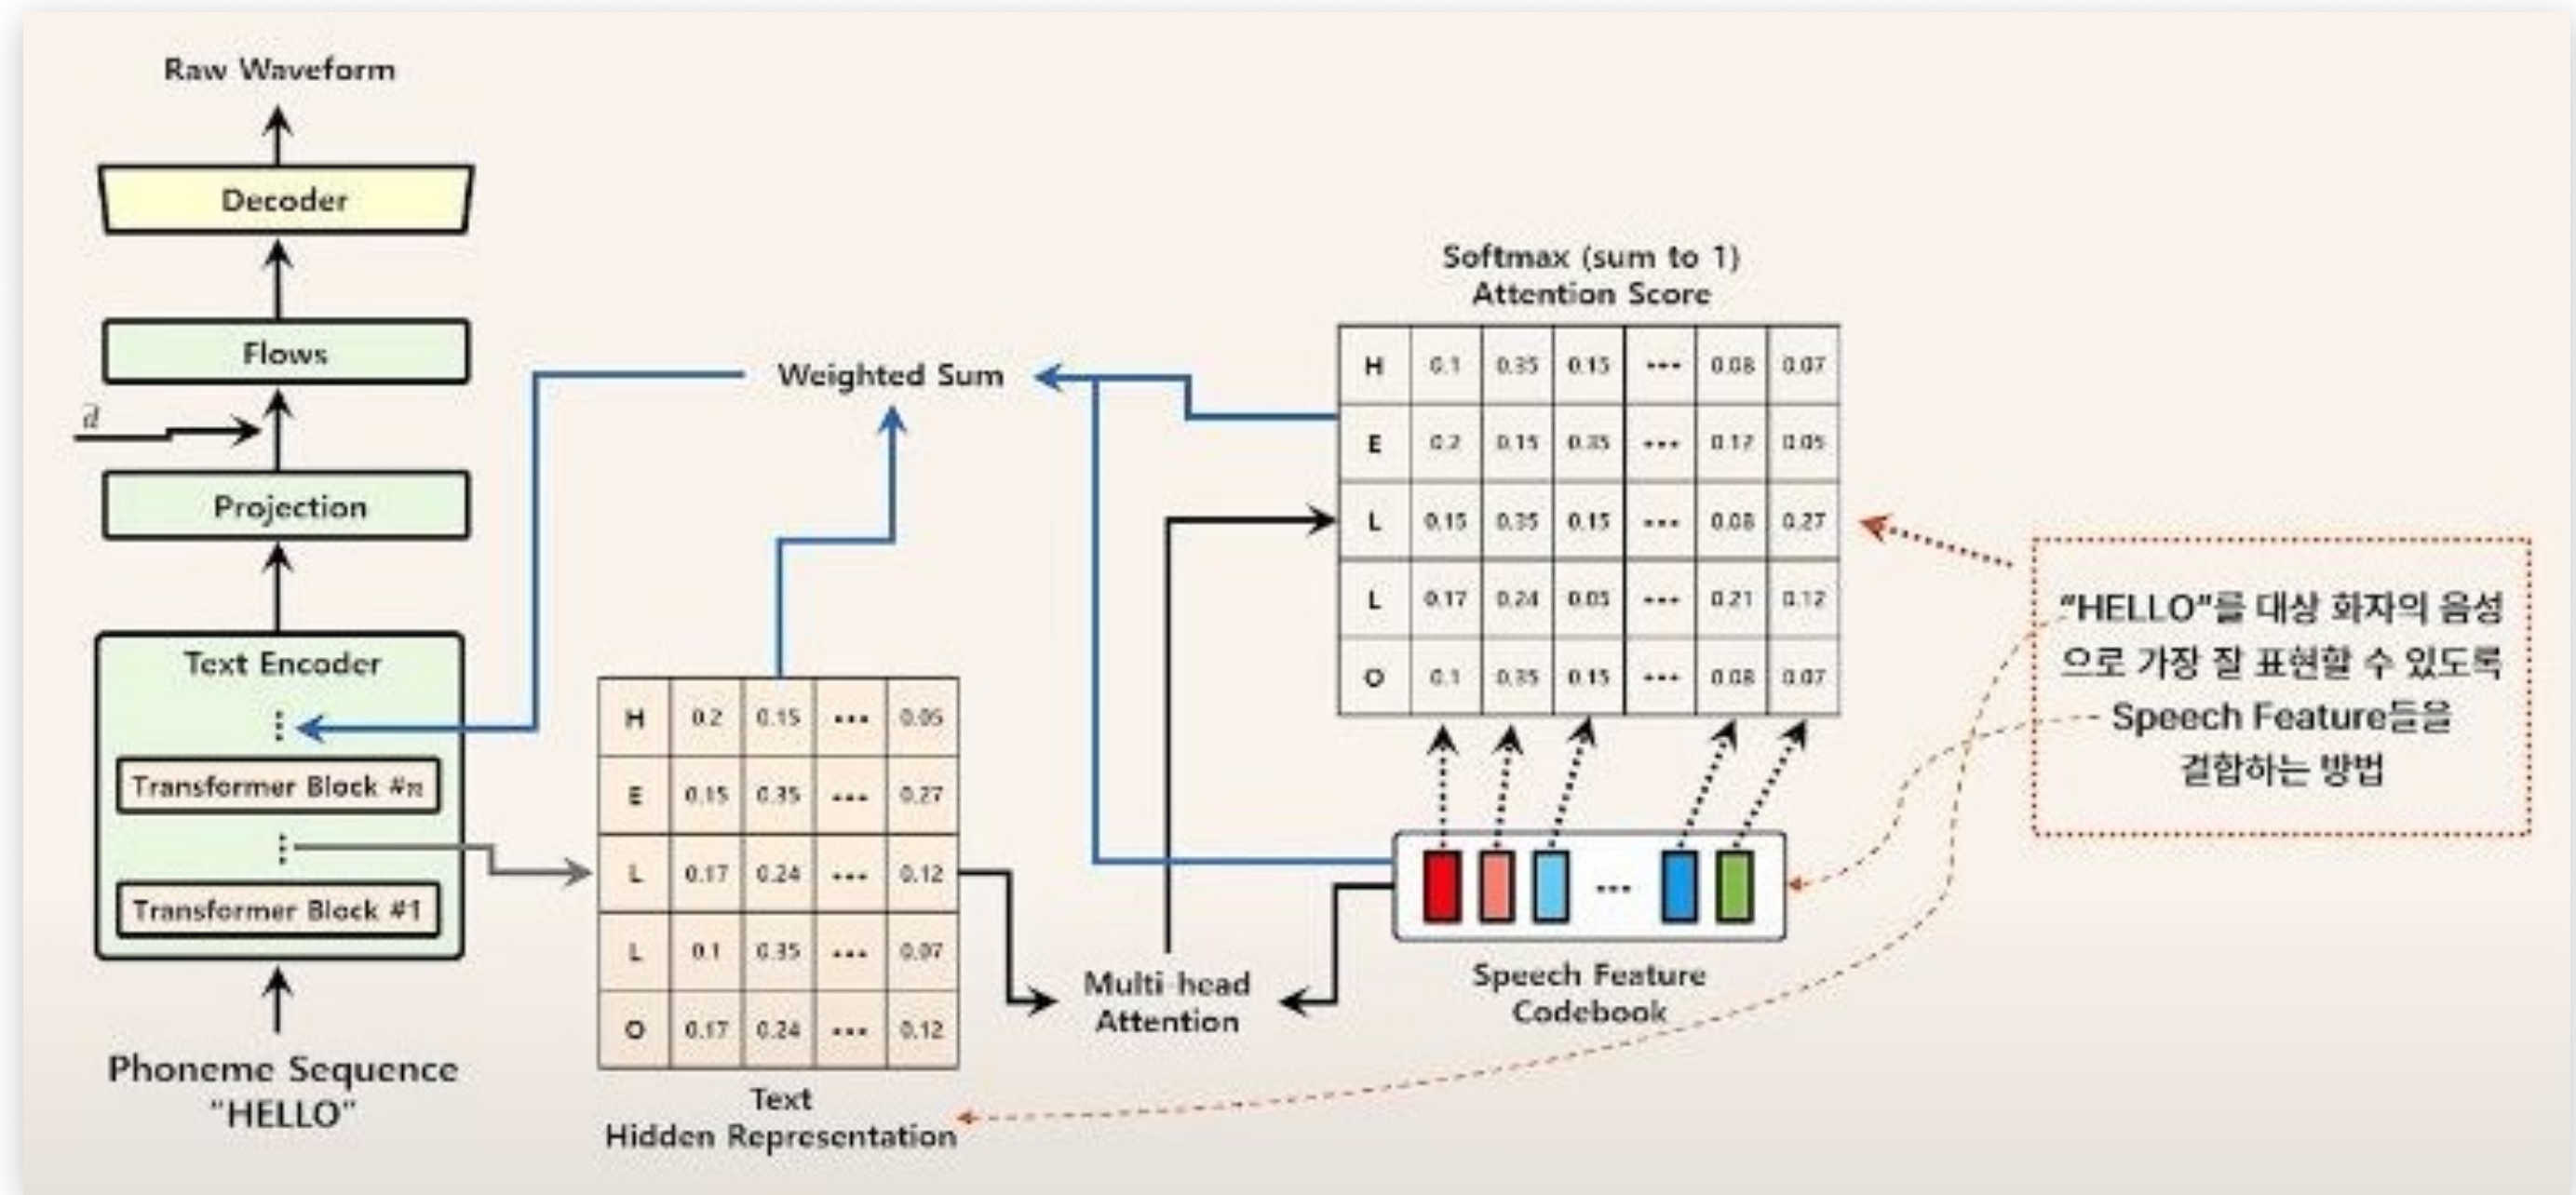 Raw Waveform
Decoder
Flows
Projection
Text Encoder
⋮
Transformer Block #n
⋮
Transformer Block #1
Phoneme Sequence
"HELLO"
Weighted Sum
H 0.2 0.15 ... 0.05
E 0.15 0.35 ... 0.27
L 0.17 0.24 ... 0.12
L 0.1 0.35 ... 0.07
O 0.17 0.24 ... 0.12
Text
Hidden Representation
Multi-head
Attention
Softmax (sum to 1)
Attention Score
H 0.1 0.35 0.15 ... 0.08 0.07
E 0.2 0.15 0.35 ... 0.17 0.05
L 0.15 0.35 0.15 ... 0.08 0.27
L 0.17 0.24 0.05 ... 0.21 0.12
O 0.1 0.35 0.15 ... 0.08 0.07
...
Speech Feature
Codebook
"HELLO"를 대상 화자의 음성
으로 가장 잘 표현할 수 있도록
Speech Feature들을
결합하는 방법